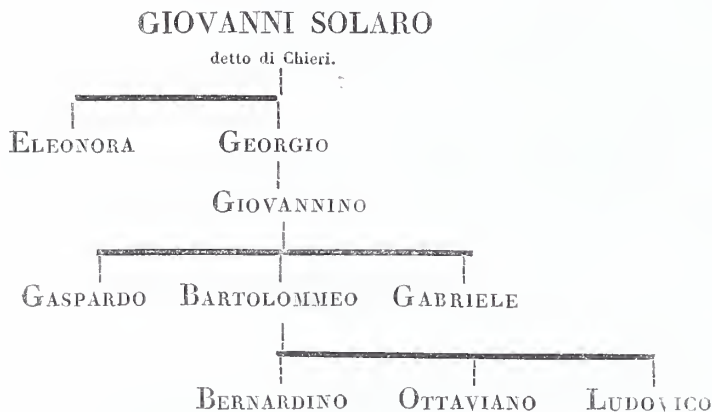 GIOVANNI SOLARO
detto di Chieri.
ELEONORA GEORGIO
GIOVANNINO
GASPARDO BARTOLOMMEO GABRIELE
BERNARDINO OTTAVIANO LUDOVICO